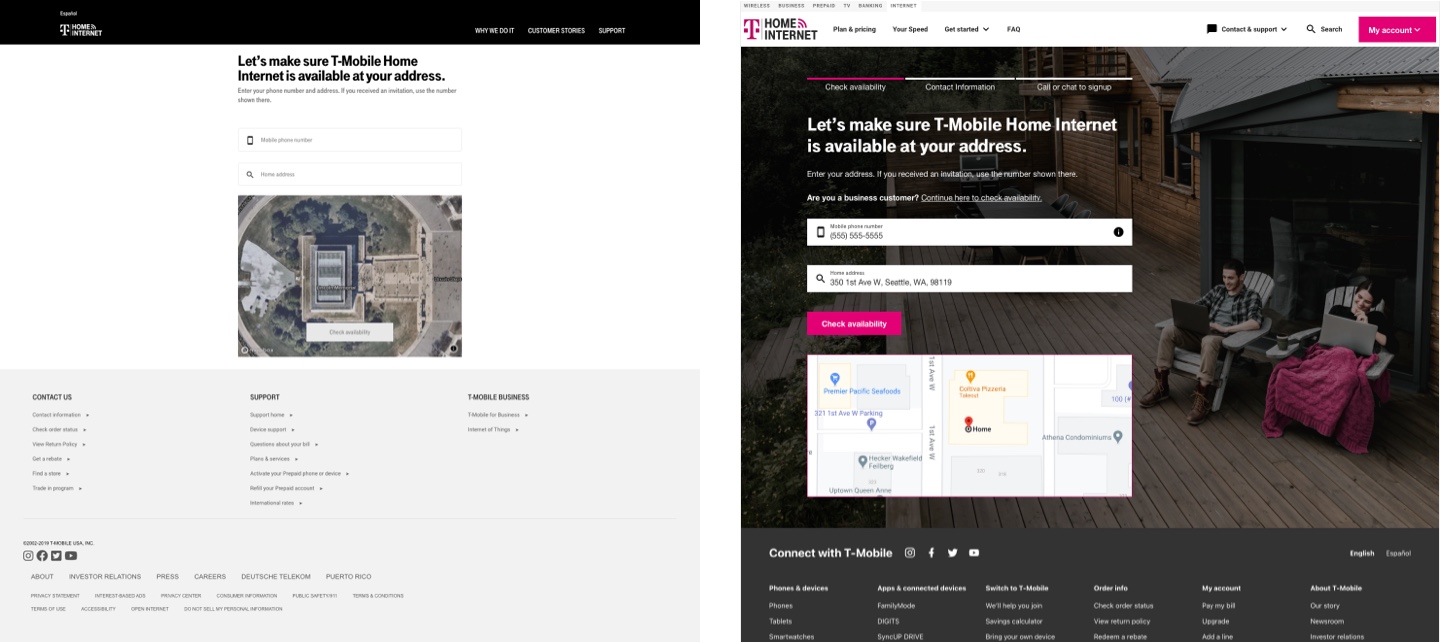 Español
T HOME INTERNET
WHY WE DO IT CUSTOMER STORIES SUPPORT
Let's make sure T-Mobile Home
Internet is available at your address.
Enter your phone number and address. If you received an invitation, use the number
shown there.
Mobile phone number
Home address
Check availability
CONTACT US
Contact information
Check order status
View Return Policy
Get a rebate
Find a store
Trade in program
SUPPORT
Support home
Device support
Questions about your bill
Plans & services
Activate your Prepaid phone or device
Refill your Prepaid account
International rates
T-MOBILE BUSINESS
T-Mobile for Business
Internet of Things
©2002-2019 T-MOBILE USA, INC.
ABOUT INVESTOR RELATIONS PRESS CAREERS DEUTSCHE TELEKOM PUERTO RICO
PRIVACY STATEMENT INTEREST-BASED ADS PRIVACY CENTER CONSUMER INFORMATION PUBLIC SAFETY/911 TERMS & CONDITIONS
TERMS OF USE ACCESSIBILITY OPEN INTERNET DO NOT SELL MY PERSONAL INFORMATION
WIRELESS BUSINESS PREPAID TV BANKING INTERNET
T HOME INTERNET
Plan & pricing Your Speed Get started FAQ
Contact & support Search My account
Check availability Contact Information Call or chat to signup
Let's make sure T-Mobile Home Internet
is available at your address.
Enter your address. If you received an invitation, use the number shown there.
Are you a business customer? Continue here to check availability.
Mobile phone number
(555) 555-5555
Home address
350 1st Ave W, Seattle, WA, 98119
Check availability
1st Ave W
Premier Pacific Seafoods
Coltiva Pizzeria
Takeout
100 (#
321 1st Ave W Parking
P
Home
1st Ave W
Athena Condominiums
Hecker Wakefield
Feilberg
Uptown Queen Anne
Connect with T-Mobile
English Español
Phones & devices
Phones
Tablets
Smartwatches
Apps & connected devices
FamilyMode
DIGITS
SyncUP DRIVE
Switch to T-Mobile
We'll help you join
Savings calculator
Bring your own device
Order info
Check order status
View return policy
Redeem a rebate
My account
Pay my bill
Upgrade
Add a line
About T-Mobile
Our story
Newsroom
Investor relations